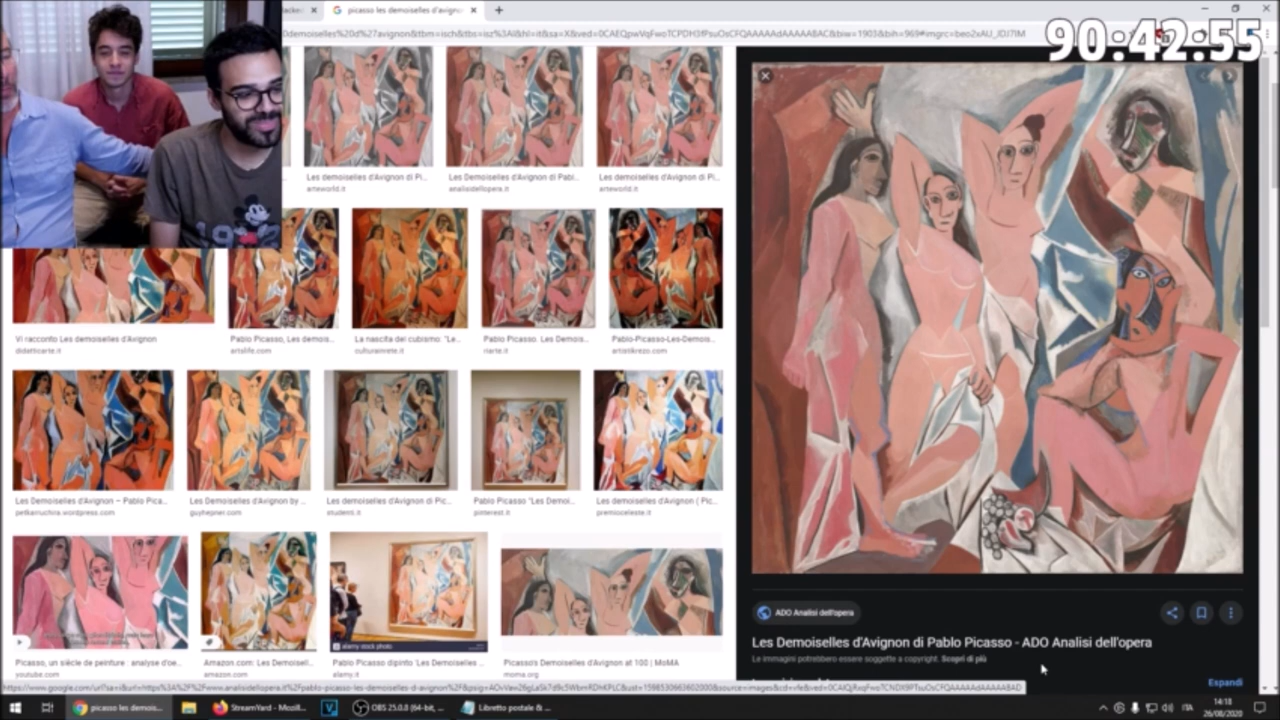 picasso les demoiselles d'avigno
90:42:55
Les demoiselles d'Avignon di Pi...
arteworld.it
Les demoiselles d'Avignon di Pabl...
analisidellopera.it
Les demoiselles d'Avignon di Pi...
arteworld.it
Vi racconto Les demoiselles d'Avignon
didatticarte.it
Pablo Picasso, Les demois...
artslife.com
La nascita del cubismo: "Le...
culturainrete.it
Pablo Picasso. Les Demois...
riarte.it
Pablo-Picasso-Les-Demois...
artistikrezo.com
Les Demoiselles d'Avignon – Pablo Pica...
petkarruchira.wordpress.com
Les Demoiselles d'Avignon by ...
guyhepner.com
Les demoiselles d'Avignon di Pic...
studenti.it
Pablo Picasso "Les Demoi...
pinterest.it
Les demoiselles d'Avignon ( Pic...
premioceleste.it
alamy stock photo
Picasso, un siècle de peinture : analyse d'oe...
youtube.com
Amazon.com: Les Demoisell...
amazon.com
Pablo Picasso dipinto 'Les Demoiselles ...
alamy.it
Picasso's Demoiselles d'Avignon at 100 | MoMA
moma.org
ADO Analisi dell'opera
Les Demoiselles d'Avignon di Pablo Picasso - ADO Analisi dell'opera
Le immagini potrebbero essere soggette a copyright. Scopri di più
Espandi
picasso les demois...
StreamYard - Mozill...
OBS 25.0.8 (64-bit, ...
Libretto postale & ...
ITA
14:18
26/08/2020